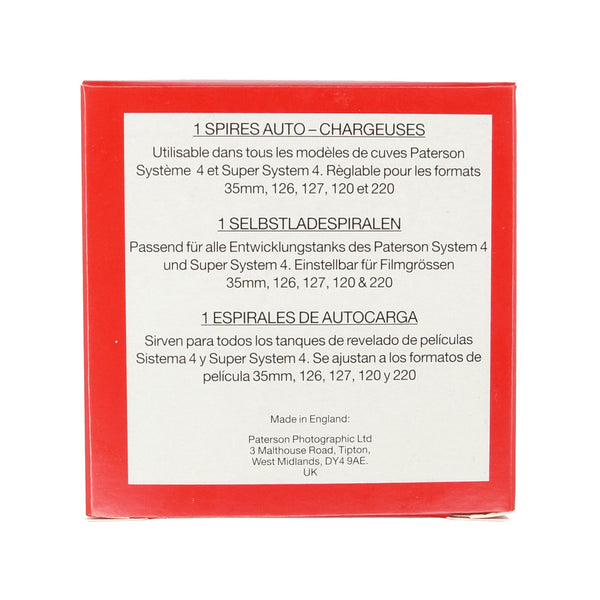 1 SPIRES AUTO – CHARGEUSES
Utilisable dans tous les modèles de cuves Paterson
Système 4 et Super System 4. Règlable pour les formats
35mm, 126, 127, 120 et 220
1 SELBSTLADESPIRALEN
Passend für alle Entwicklungstanks des Paterson System 4
und Super System 4. Einstellbar für Filmgrössen
35mm, 126, 127, 120 & 220
1 ESPIRALES DE AUTOCARGA
Sirven para todos los tanques de revelado de películas
Sistema 4 y Super System 4. Se ajustan a los formatos de
película 35mm, 126, 127, 120 y 220
Made in England:
Paterson Photographic Ltd
3 Malthouse Road, Tipton,
West Midlands, DY4 9AE.
UK